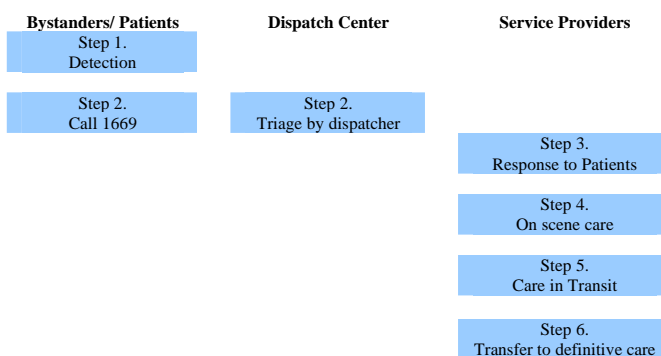 Bystanders/ Patients Dispatch Center Service Providers
Step 1.
Detection
Step 2. Step 2.
Call 1669 Triage by dispatcher
Step 3.
Response to Patients
Step 4.
On scene care
Step 5.
Care in Transit
Step 6.
Transfer to definitive care